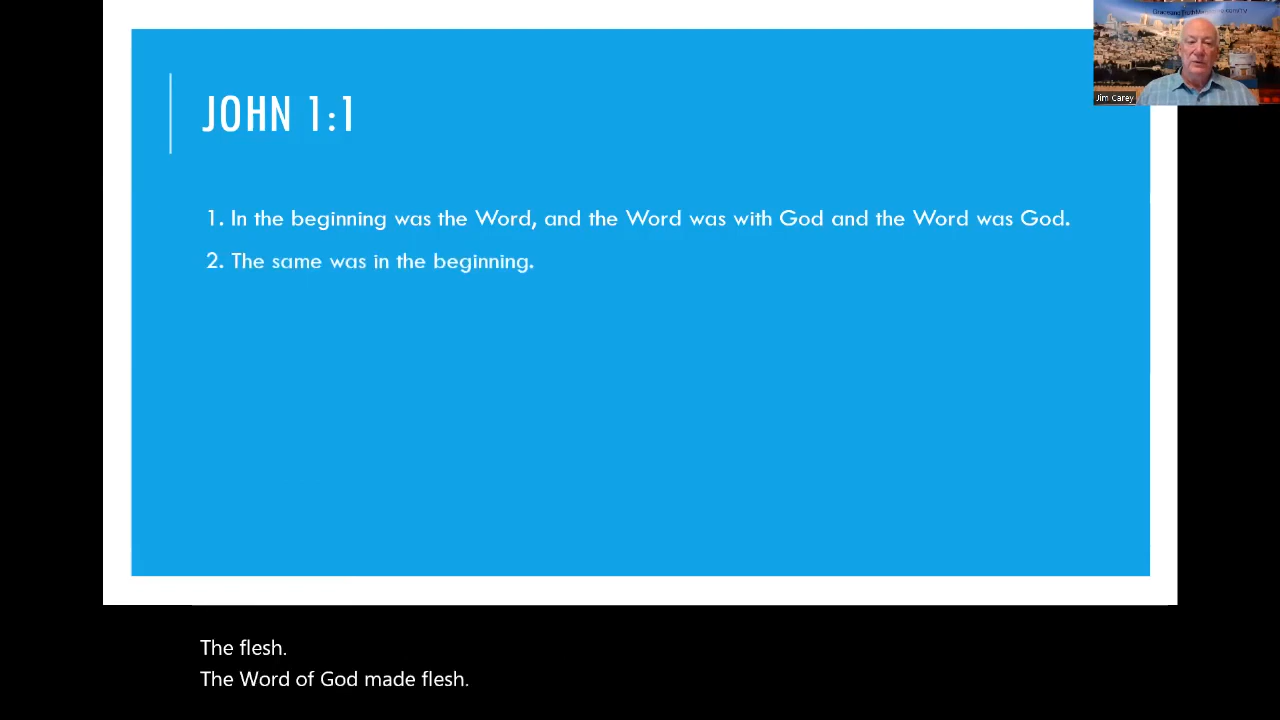 JOHN 1:1
1. In the beginning was the Word, and the Word was with God and the Word was God.
2. The same was in the beginning.
Jim Carey
The flesh.
The Word of God made flesh.